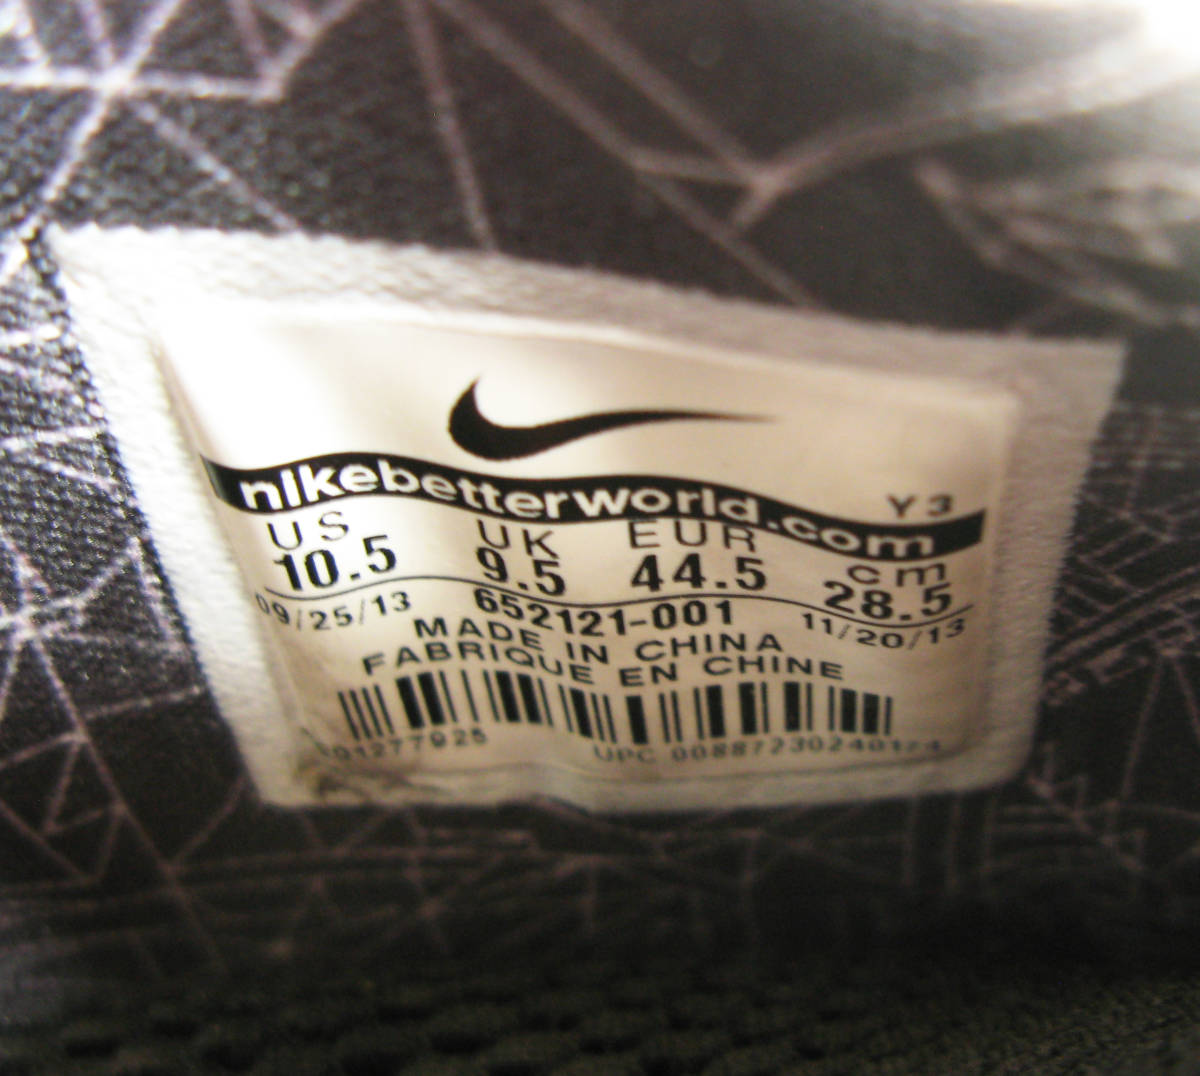 nikebetterworld.com
Y3
US UK EUR cm
10.5 9.5 44.5 28.5
09/25/13 652121-001 11/20/13
MADE IN CHINA
FABRIQUE EN CHINE
UPC